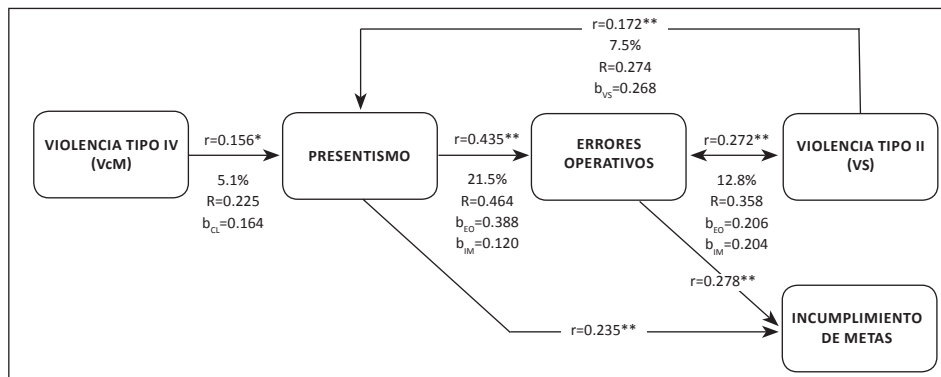 r=0.172**
7.5%
R=0.274
b_VS=0.268
VIOLENCIA TIPO IV
(VcM)
r=0.156*
5.1%
R=0.225
b_CL=0.164
PRESENTISMO
r=0.435**
21.5%
R=0.464
b_EO=0.388
b_IM=0.120
ERRORES
OPERATIVOS
r=0.272**
12.8%
R=0.358
b_EO=0.206
b_IM=0.204
VIOLENCIA TIPO II
(VS)
r=0.278**
r=0.235**
INCUMPLIMIENTO
DE METAS